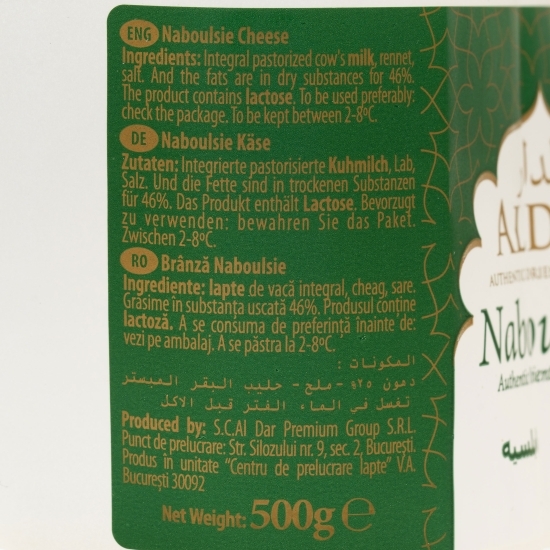 ENG Naboulsie Cheese
Ingredients: Integral pastorized cow's milk, rennet,
salt. And the fats are in dry substances for 46%.
The product contains lactose. To be used preferably:
check the package. To be kept between 2-8ºC.
DE Naboulsie Käse
Zutaten: Integrierte pastorisierte Kuhmilch, Lab,
Salz. Und die Fette sind in trockenen Substanzen
für 46%. Das Produkt enthält Lactose. Bevorzugt
zu verwenden: bewahren Sie das Paket.
Zwischen 2-8ºC.
RO Brânză Naboulsie
Ingrediente: lapte de vacă integral, cheag, sare.
Grăsime în substanța uscată 46%. Produsul conține
lactoză. A se consuma de preferință înainte de:
vezi pe ambalaj. A se păstra la 2-8ºC.
المكونات :
دهون ٢٥% - ملح - حليب البقر المبستر
تغسل في الماء الفتر قبل الاكل
Produced by: S.C.Al Dar Premium Group S.R.L.
Punct de prelucrare: Str. Silozului nr. 9, sec. 2, București.
Produs în unitate "Centru de prelucrare lapte" V.A.
București 30092
Net Weight: 500g e
ALD
Nabou